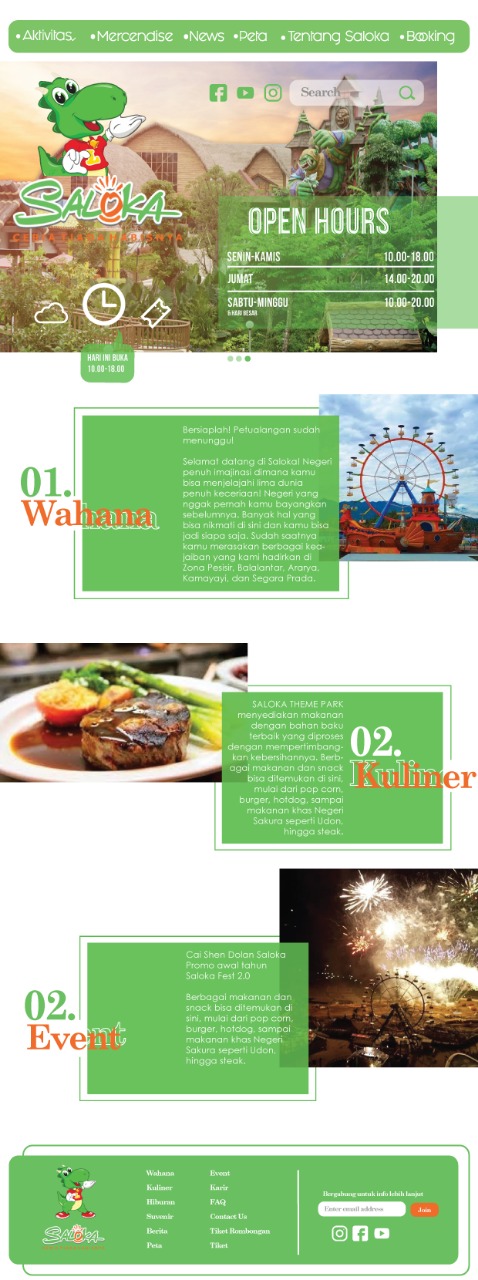 •Aktivitas
•Mercendise
•News
•Peta
•Tentang Saloka
•Booking
Search
SALOKA
OPEN HOURS
SENIN-KAMIS 10.00-18.00
JUMAT 14.00-20.00
SABTU-MINGGU 10.00-20.00
& HARI BESAR
HARI INI BUKA
10.00-18.00
01.
Wahana
Bersiaplah! Petualangan sudah
menunggu!
Selamat datang di Saloka! Negeri
penuh imajinasi dimana kamu
bisa menjelajahi lima dunia
penuh keceriaan! Negeri yang
nggak pernah kamu bayangkan
sebelumnya. Banyak hal yang
bisa nikmati di sini dan kamu bisa
jadi siapa saja. Sudah saatnya
kamu merasakan berbagai kea-
jaiban yang kami hadirkan di
Zona Pesisir, Balalantar, Ararya,
Kamayayi, dan Segara Prada.
SALOKA THEME PARK
menyediakan makanan
dengan bahan baku
terbaik yang diproses
dengan mempertimbang-
kan kebersihannya. Berb-
agai makanan dan snack
bisa ditemukan di sini,
mulai dari pop corn,
burger, hotdog, sampai
makanan khas Negeri
Sakura seperti Udon,
hingga steak.
02.
Kuliner
02.
Event
Cai Shen Dolan Saloka
Promo awal tahun
Saloka Fest 2.0
Berbagai makanan dan
snack bisa ditemukan di
sini, mulai dari pop corn,
burger, hotdog, sampai
makanan khas Negeri
Sakura seperti Udon,
hingga steak.
SALOKA
Wahana
Kuliner
Hiburan
Suvenir
Berita
Peta
Event
Karir
FAQ
Contact Us
Tiket Rombongan
Tiket
Bergabung untuk info lebih lanjut
Enter email address
Join